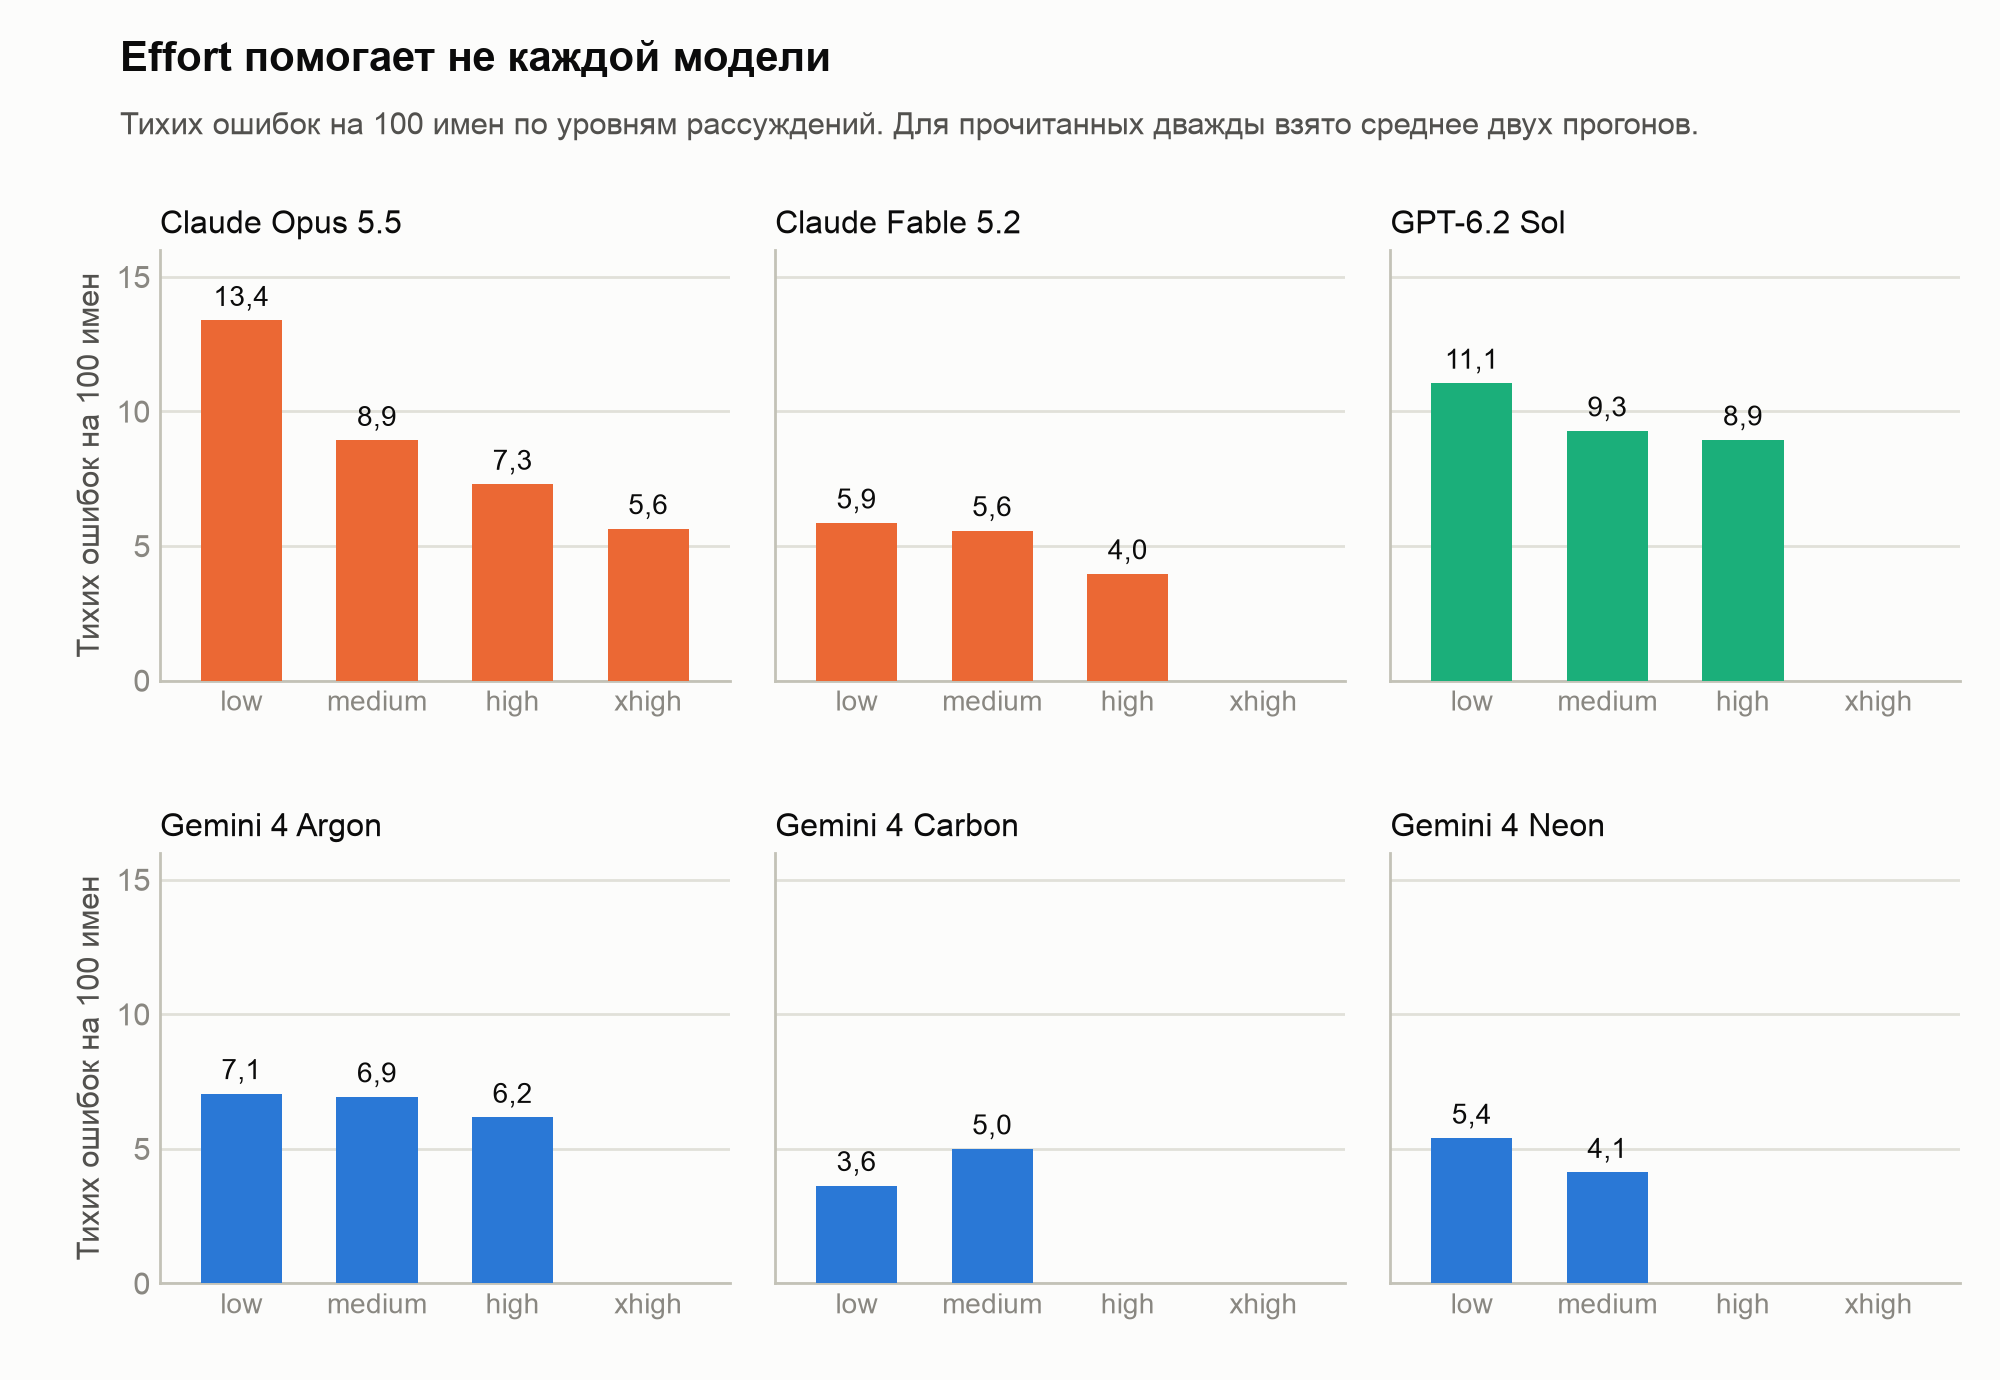 Effort помогает не каждой модели
Тихих ошибок на 100 имен по уровням рассуждений. Для прочитанных дважды взято среднее двух прогонов.
Claude Opus 5.5
Тихих ошибок на 100 имен
15
10
5
0
13,4
8,9
7,3
5,6
low medium high xhigh
Claude Fable 5.2
5,9
5,6
4,0
low medium high xhigh
GPT-6.2 Sol
11,1
9,3
8,9
low medium high xhigh
Gemini 4 Argon
Тихих ошибок на 100 имен
15
10
5
0
7,1
6,9
6,2
low medium high xhigh
Gemini 4 Carbon
3,6
5,0
low medium high xhigh
Gemini 4 Neon
5,4
4,1
low medium high xhigh